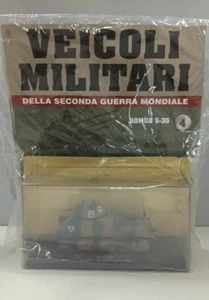 VEICOLI
MILITARI
DELLA SECONDA GUERRA MONDIALE
SOMUA S-35
4